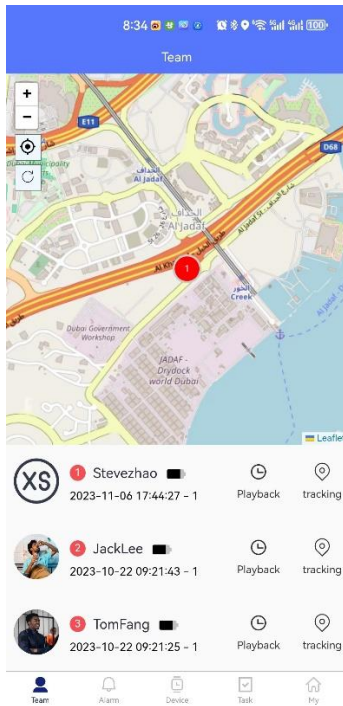 8:34 5G 4G 100
Team
+
−
E11
D68
الجداف
Al Jadaf
الجداف
Al Jadaf
1
الخور
Creek
Dubai Government
Workshop
JADAF -
Drydock
world Dubai
Leaflet
XS
1 Stevezhao
2023-11-06 17:44:27 - 1
Playback
tracking
2 JackLee
2023-10-22 09:21:43 - 1
Playback
tracking
3 TomFang
2023-10-22 09:21:25 - 1
Playback
tracking
Team
Alarm
Device
Task
My